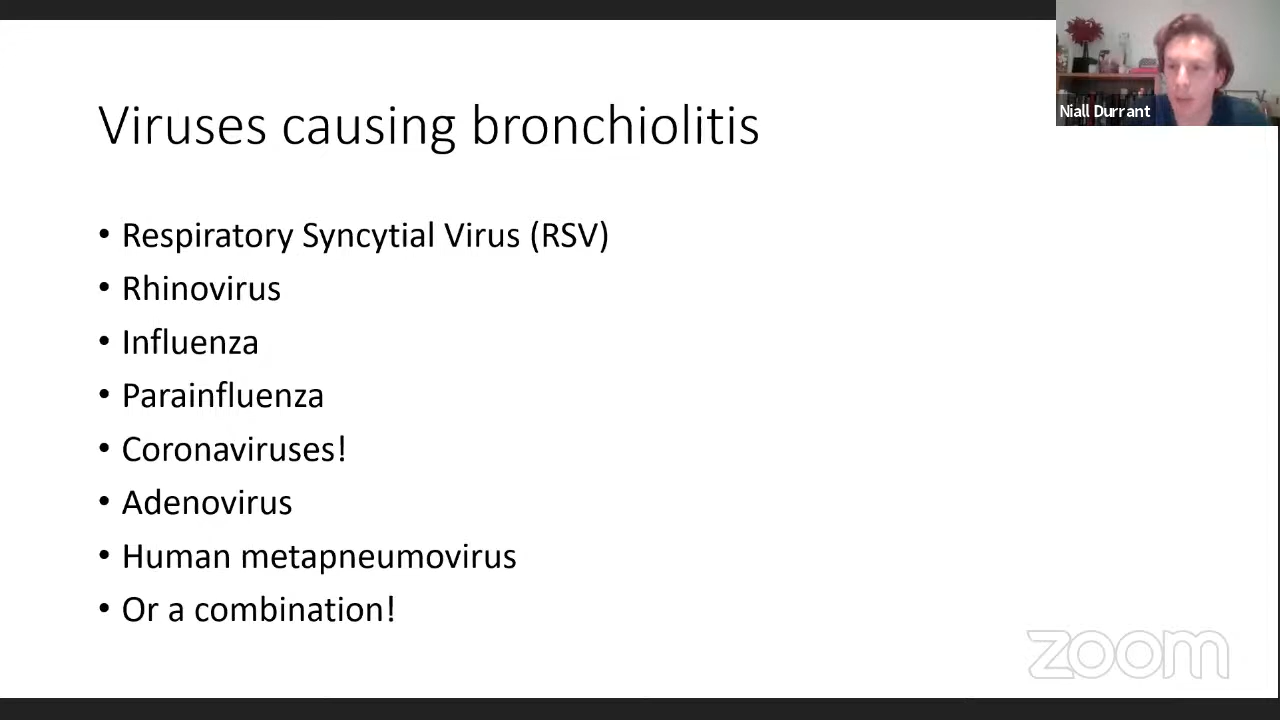 Niall Durrant
Viruses causing bronchiolitis
• Respiratory Syncytial Virus (RSV)
• Rhinovirus
• Influenza
• Parainfluenza
• Coronaviruses!
• Adenovirus
• Human metapneumovirus
• Or a combination!
zoom